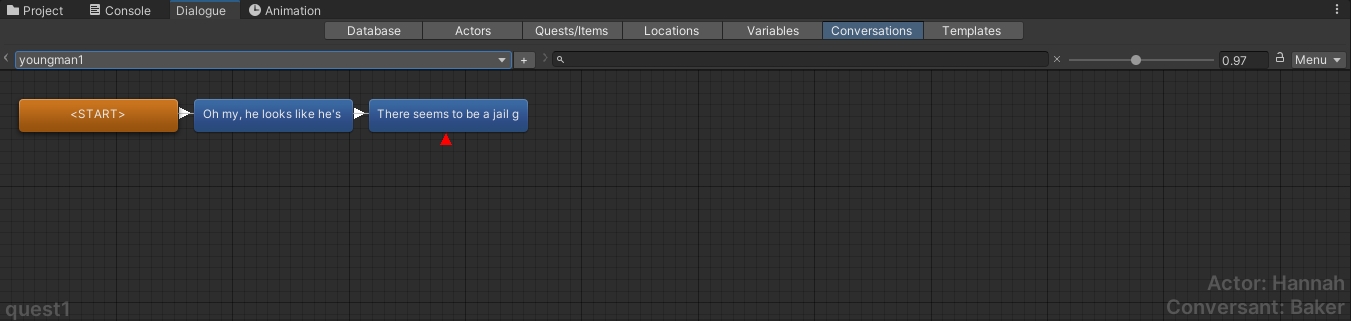 Project Console Dialogue Animation
Database Actors Quests/Items Locations Variables Conversations Templates
youngman1 + × 0.97 Menu
<START> Oh my, he looks like he's There seems to be a jail g
Actor: Hannah
quest1 Conversant: Baker